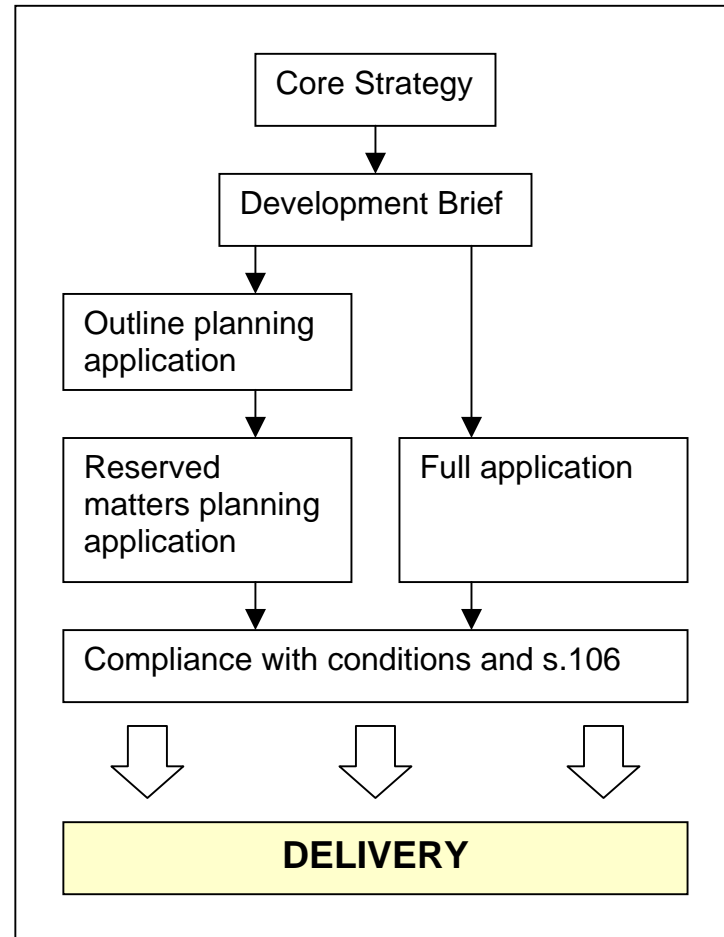 Core Strategy
Development Brief
Outline planning
application
Reserved
matters planning
application
Full application
Compliance with conditions and s.106
DELIVERY